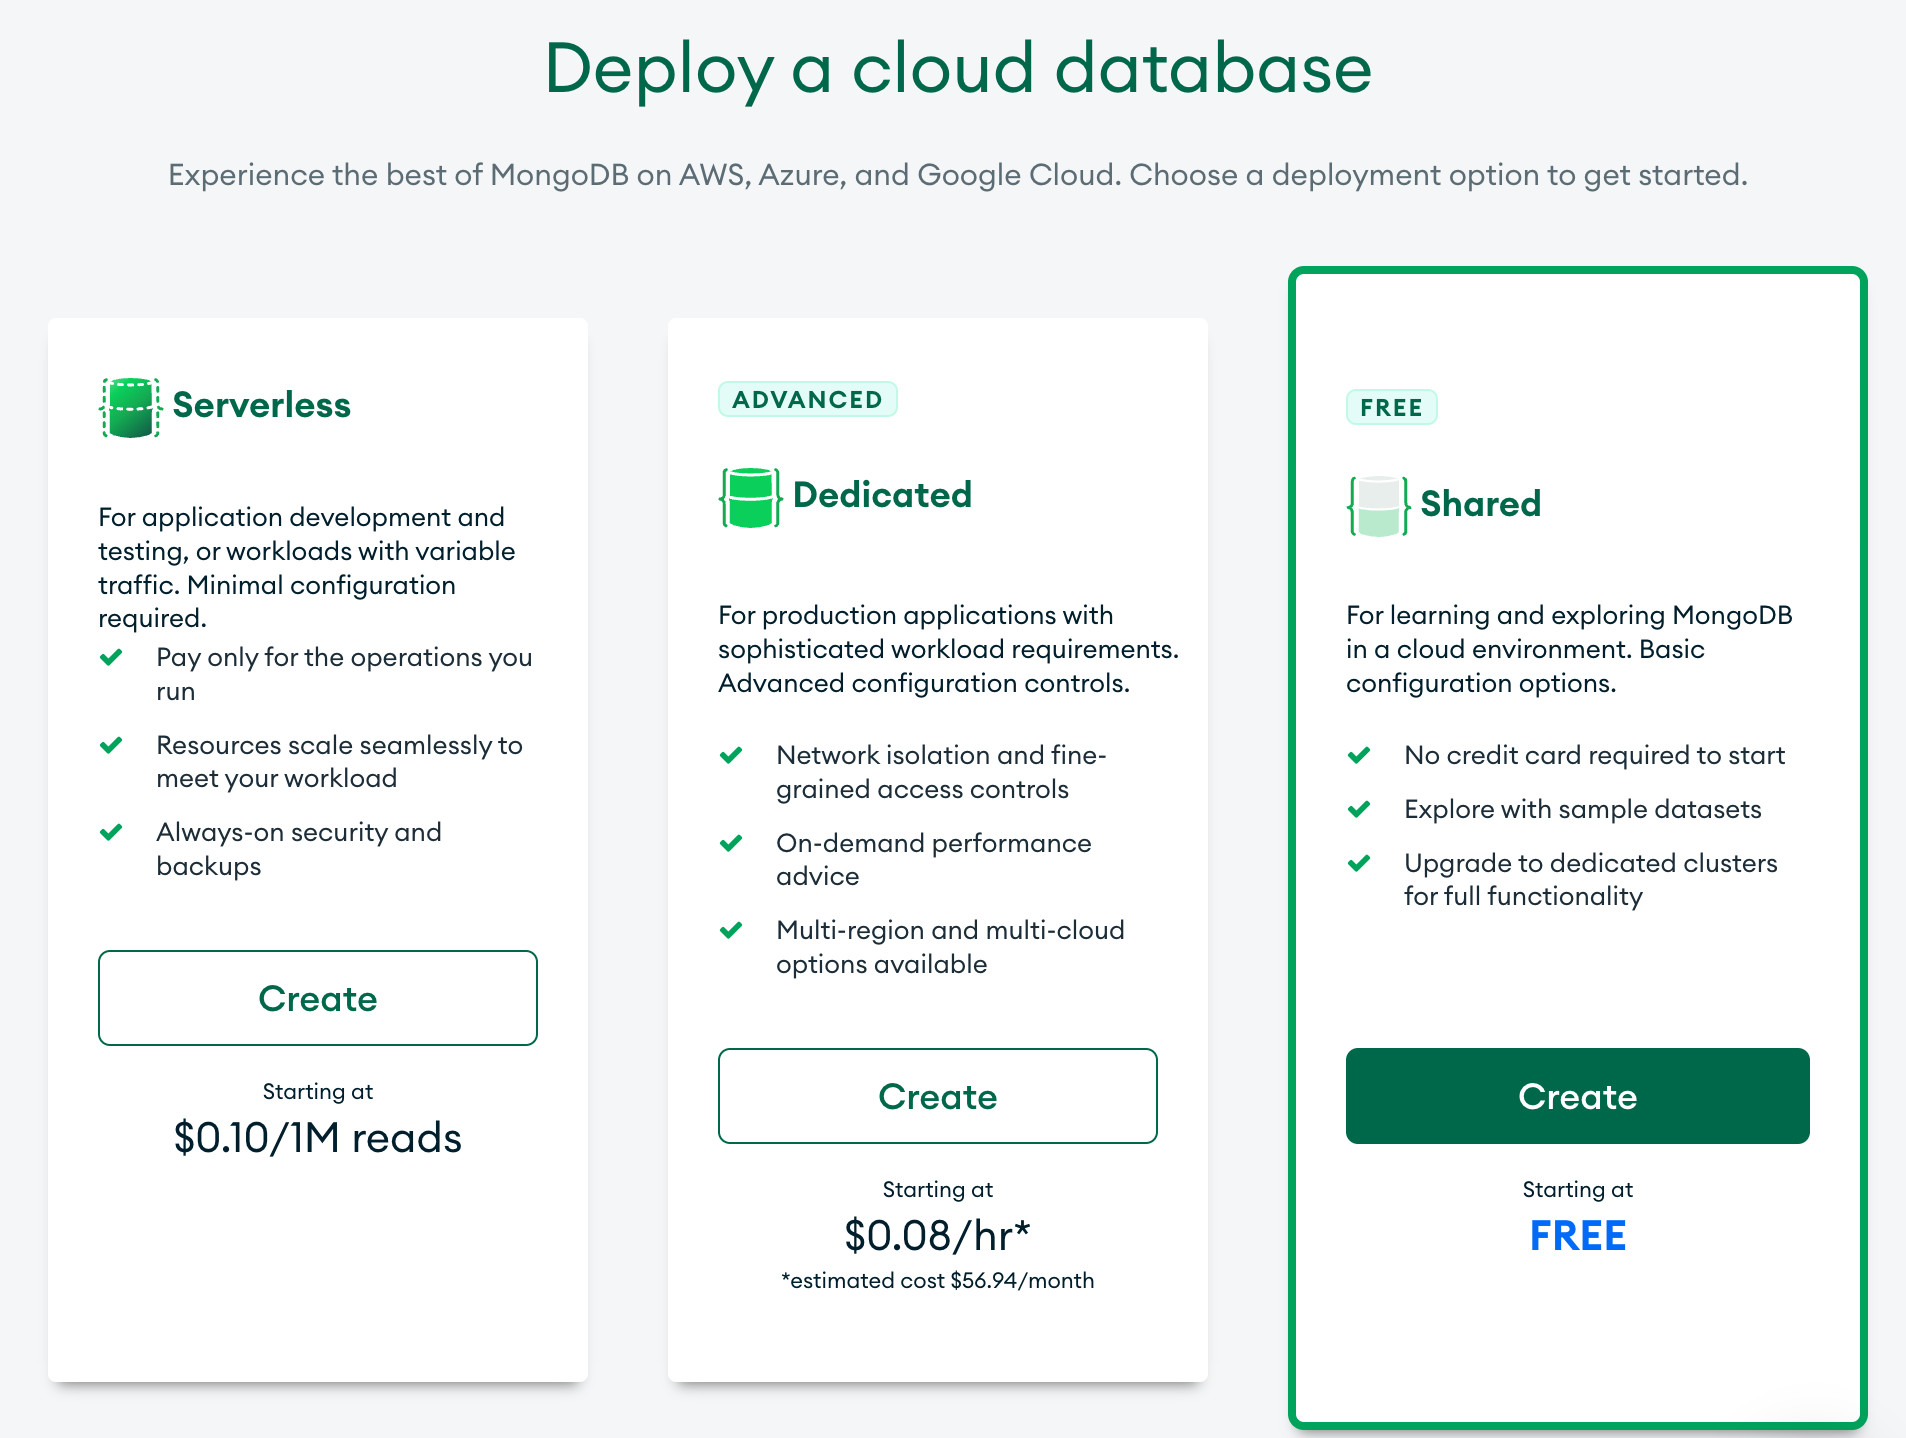 Deploy a cloud database
Experience the best of MongoDB on AWS, Azure, and Google Cloud. Choose a deployment option to get started.
Serverless
For application development and
testing, or workloads with variable
traffic. Minimal configuration
required.
Pay only for the operations you
run
Resources scale seamlessly to
meet your workload
Always-on security and
backups
Create
Starting at
$0.10/1M reads
ADVANCED
Dedicated
For production applications with
sophisticated workload requirements.
Advanced configuration controls.
Network isolation and fine-
grained access controls
On-demand performance
advice
Multi-region and multi-cloud
options available
Create
Starting at
$0.08/hr*
*estimated cost $56.94/month
FREE
Shared
For learning and exploring MongoDB
in a cloud environment. Basic
configuration options.
No credit card required to start
Explore with sample datasets
Upgrade to dedicated clusters
for full functionality
Create
Starting at
FREE